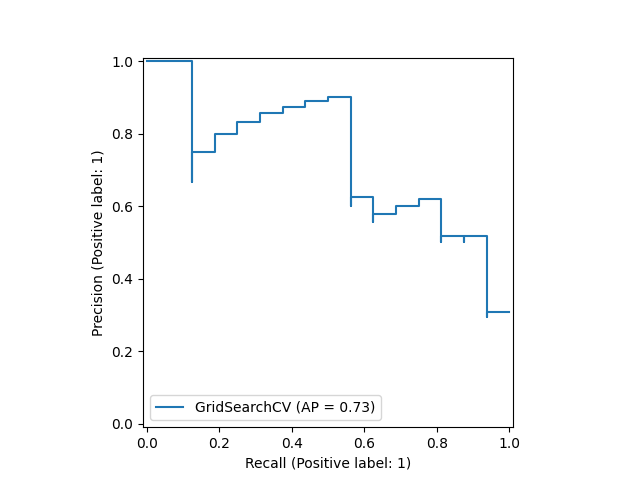 1.0
0.8
0.6
0.4
0.2
0.0
Precision (Positive label: 1)
GridSearchCV (AP = 0.73)
0.0 0.2 0.4 0.6 0.8 1.0
Recall (Positive label: 1)